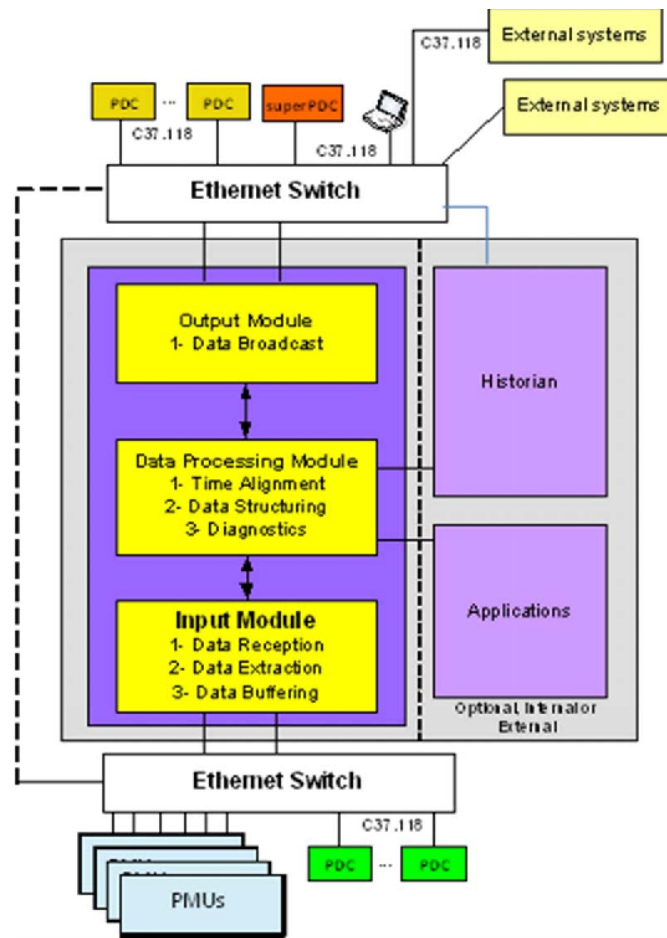 C37.118
External systems
External systems
PDC ... PDC
superPDC
C37.118
C37.118
Ethernet Switch
Output Module
1- Data Broadcast
Historian
Data Processing Module
1- Time Alignment
2- Data Structuring
3- Diagnostics
Input Module
1- Data Reception
2- Data Extraction
3- Data Buffering
Applications
Optional, Internal or
External
Ethernet Switch
C37.118
PDC ... PDC
PMUs